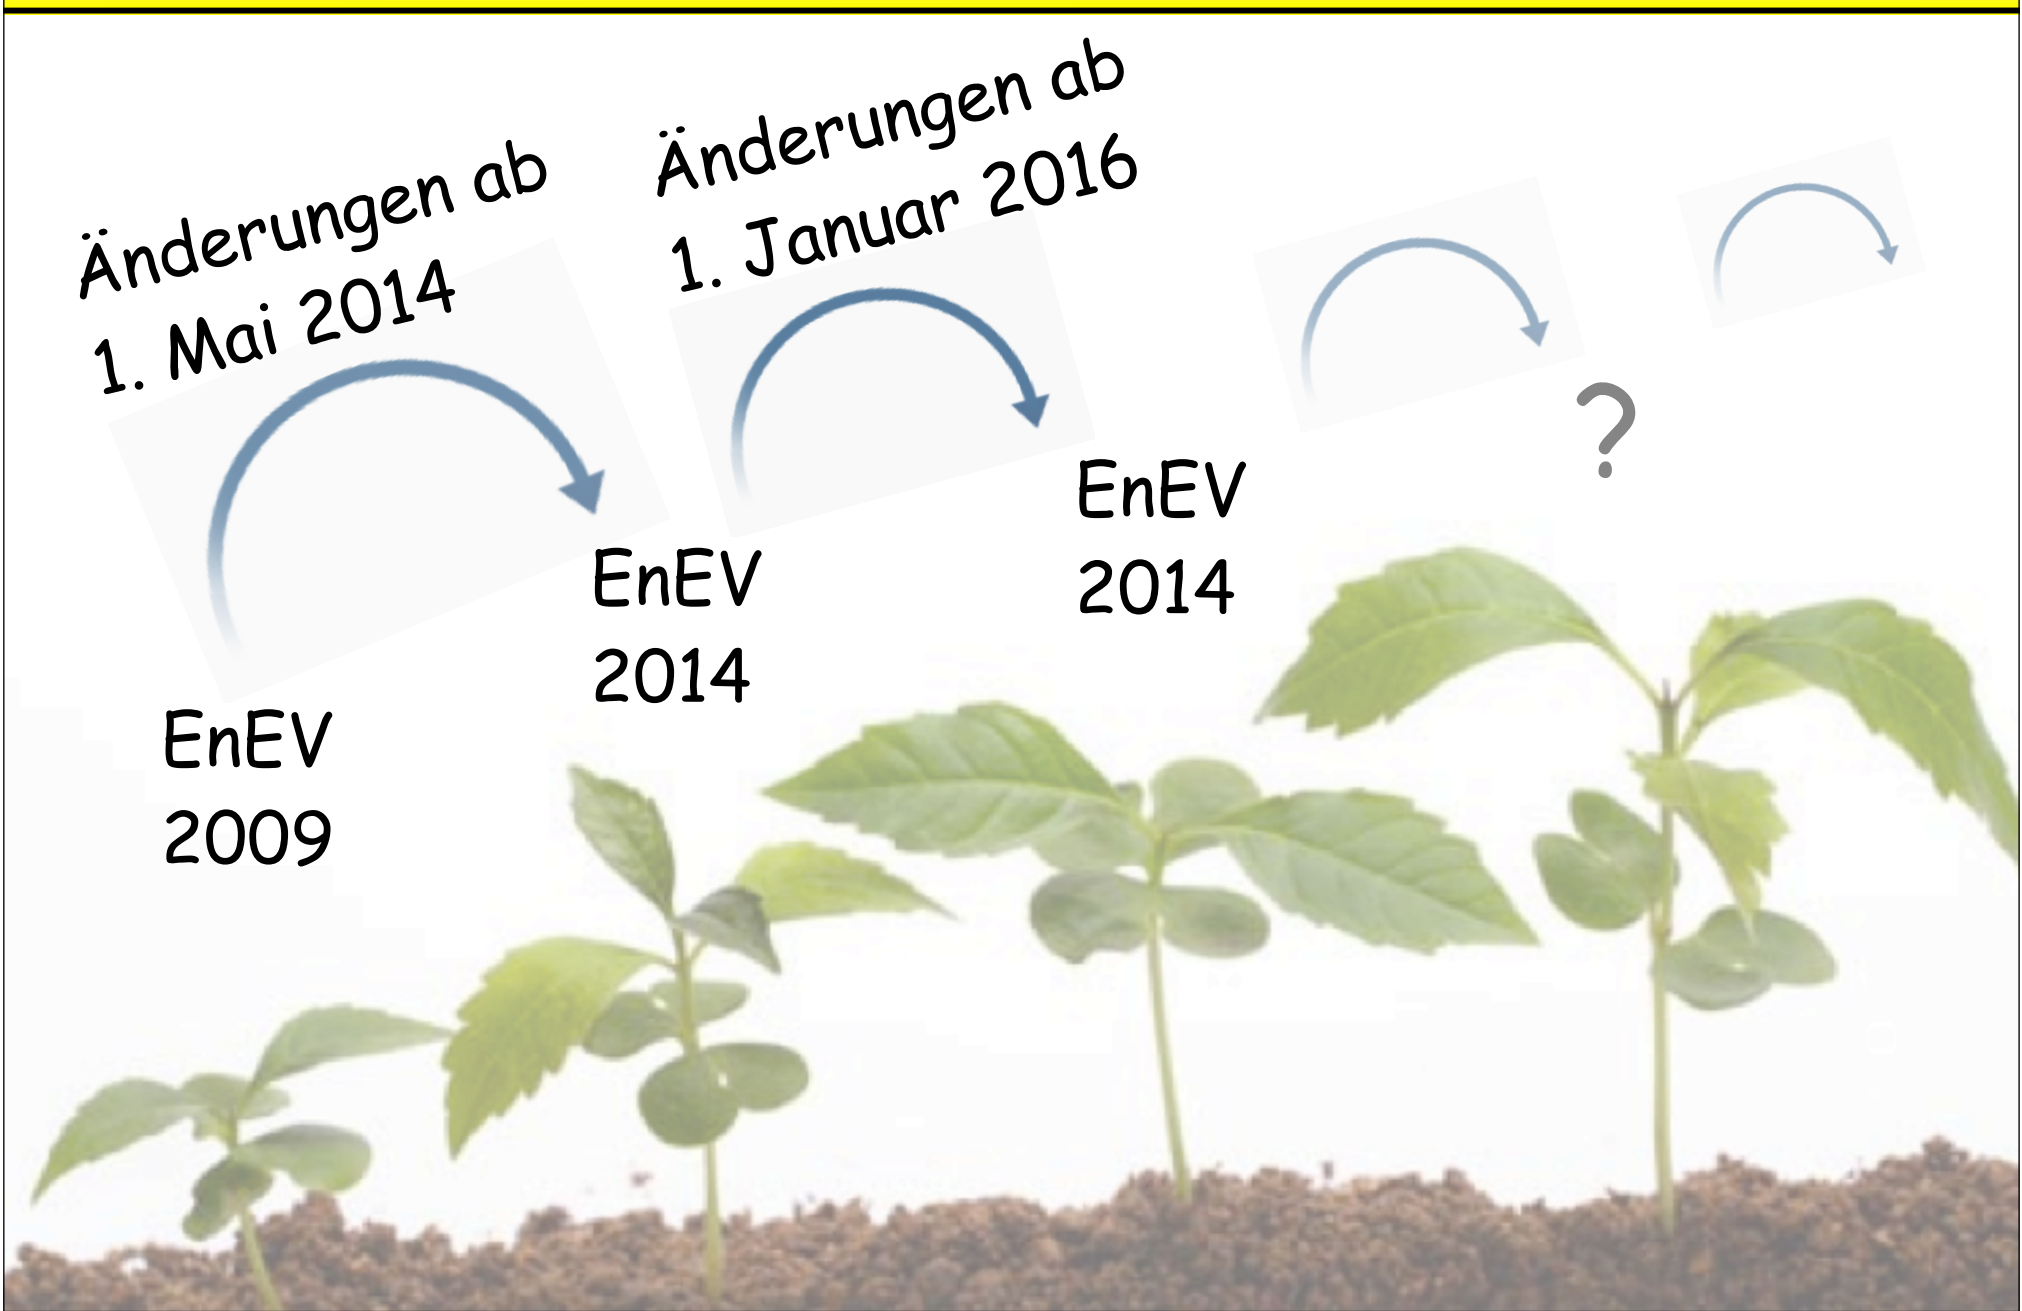 Änderungen ab
1. Mai 2014
Änderungen ab
1. Januar 2016
EnEV
2009
EnEV
2014
EnEV
2014
?